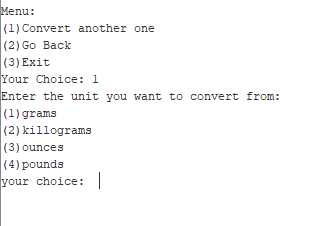 Menu:
(1)Convert another one
(2)Go Back
(3)Exit
Your Choice: 1
Enter the unit you want to convert from:
(1)grams
(2)killograms
(3)ounces
(4)pounds
your choice: